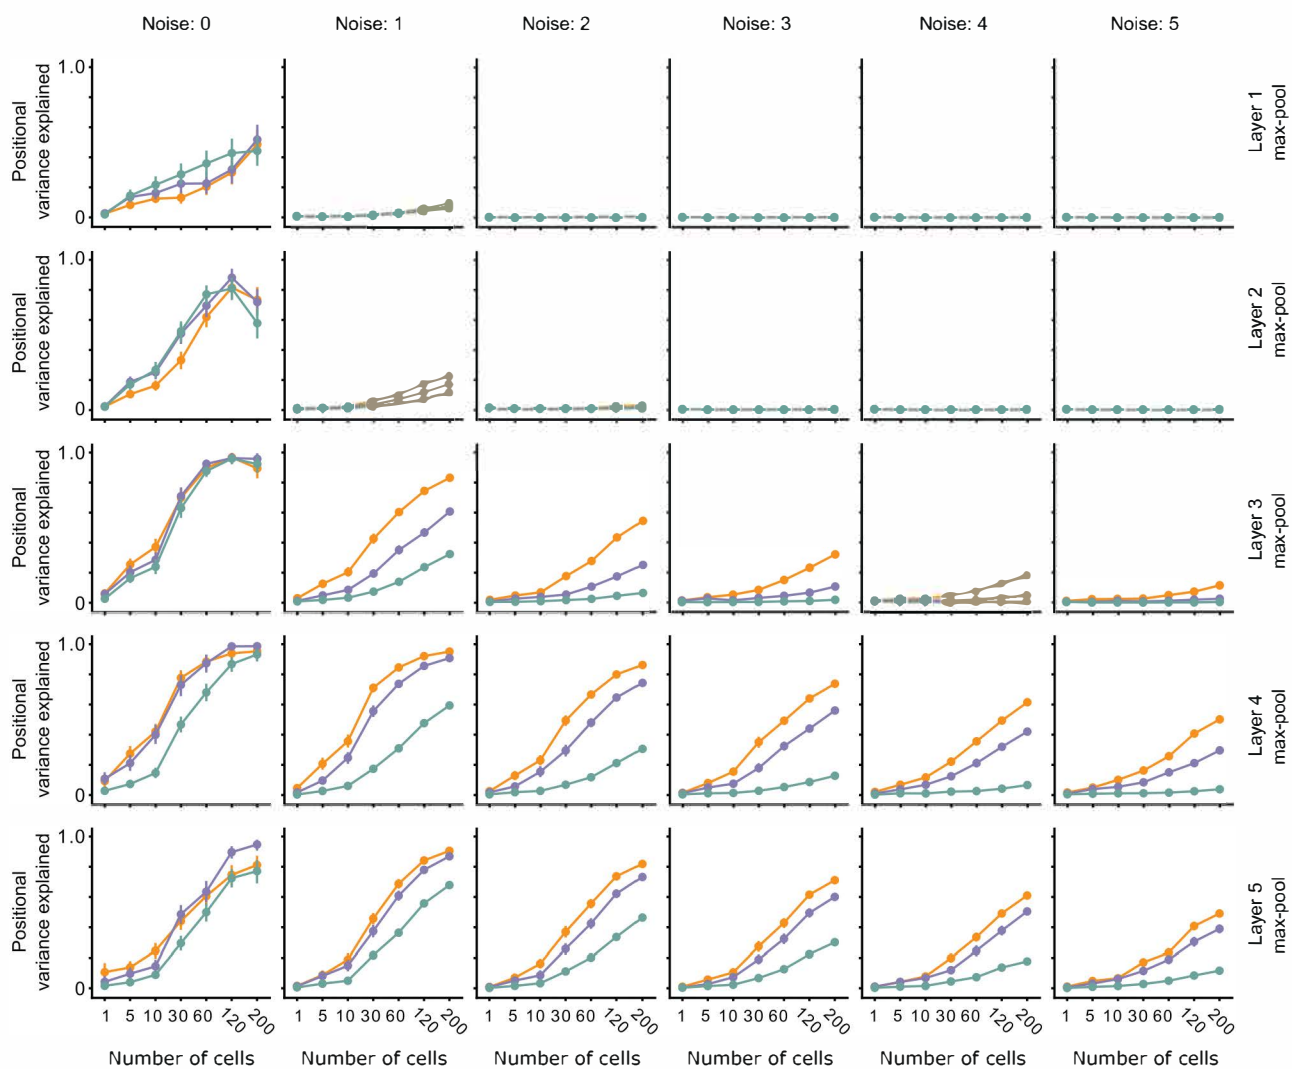 Noise: 0 Noise: 1 Noise: 2 Noise: 3 Noise: 4 Noise: 5
Positional
variance explained
1.0
0
Layer 1
max-pool
Positional
variance explained
1.0
0
Layer 2
max-pool
Positional
variance explained
1.0
0
Layer 3
max-pool
Positional
variance explained
1.0
0
Layer 4
max-pool
Positional
variance explained
1.0
0
Layer 5
max-pool
1 5 10 30 60 120 200 1 5 10 30 60 120 200 1 5 10 30 60 120 200 1 5 10 30 60 120 200 1 5 10 30 60 120 200 1 5 10 30 60 120 200
Number of cells Number of cells Number of cells Number of cells Number of cells Number of cells